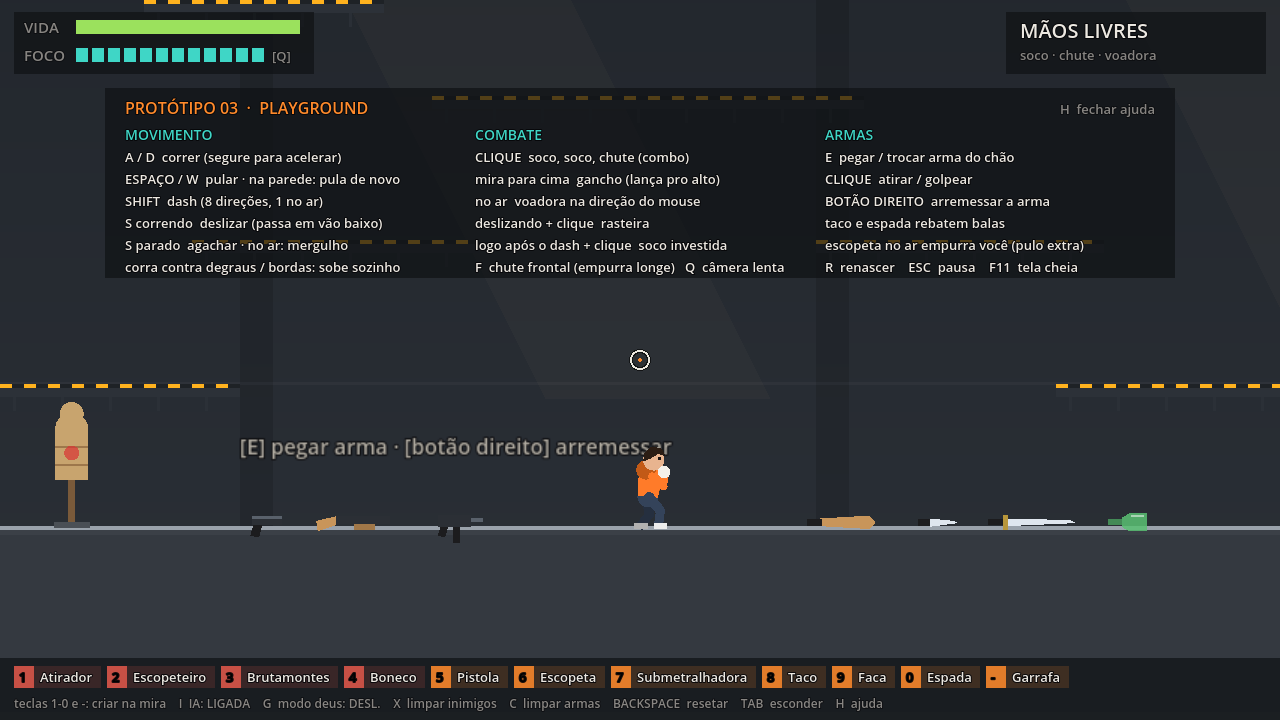 VIDA
FOCO [Q]
MÃOS LIVRES
soco · chute · voadora
PROTÓTIPO 03 · PLAYGROUND
H fechar ajuda
MOVIMENTO
A / D correr (segure para acelerar)
ESPAÇO / W pular · na parede: pula de novo
SHIFT dash (8 direções, 1 no ar)
S correndo deslizar (passa em vão baixo)
S parado agachar · no ar: mergulho
corra contra degraus / bordas: sobe sozinho
COMBATE
CLIQUE soco, soco, chute (combo)
mira para cima gancho (lança pro alto)
no ar voadora na direção do mouse
deslizando + clique rasteira
logo após o dash + clique soco investida
F chute frontal (empurra longe) Q câmera lenta
ARMAS
E pegar / trocar arma do chão
CLIQUE atirar / golpear
BOTÃO DIREITO arremessar a arma
taco e espada rebatem balas
escopeta no ar empurra você (pulo extra)
R renascer ESC pausa F11 tela cheia
[E] pegar arma · [botão direito] arremessar
1 Atirador 2 Escopeteiro 3 Brutamontes 4 Boneco 5 Pistola 6 Escopeta 7 Submetralhadora 8 Taco 9 Faca 0 Espada - Garrafa
teclas 1-0 e -: criar na mira I IA: LIGADA G modo deus: DESL. X limpar inimigos C limpar armas BACKSPACE resetar TAB esconder H ajuda